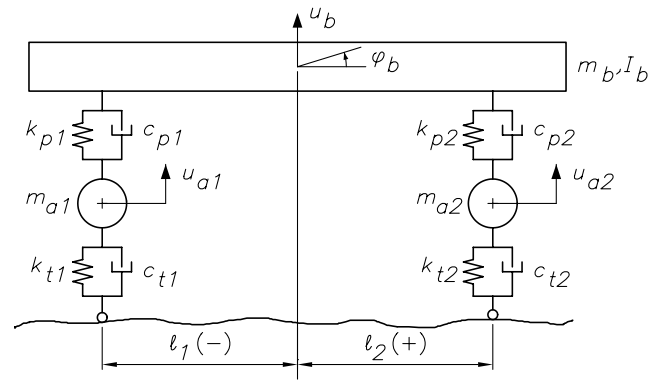 u_b
φ_b
m_b, I_b
k_p1 c_p1
k_p2 c_p2
m_a1 u_a1
m_a2 u_a2
k_t1 c_t1
k_t2 c_t2
ℓ_1 (–) ℓ_2 (+)